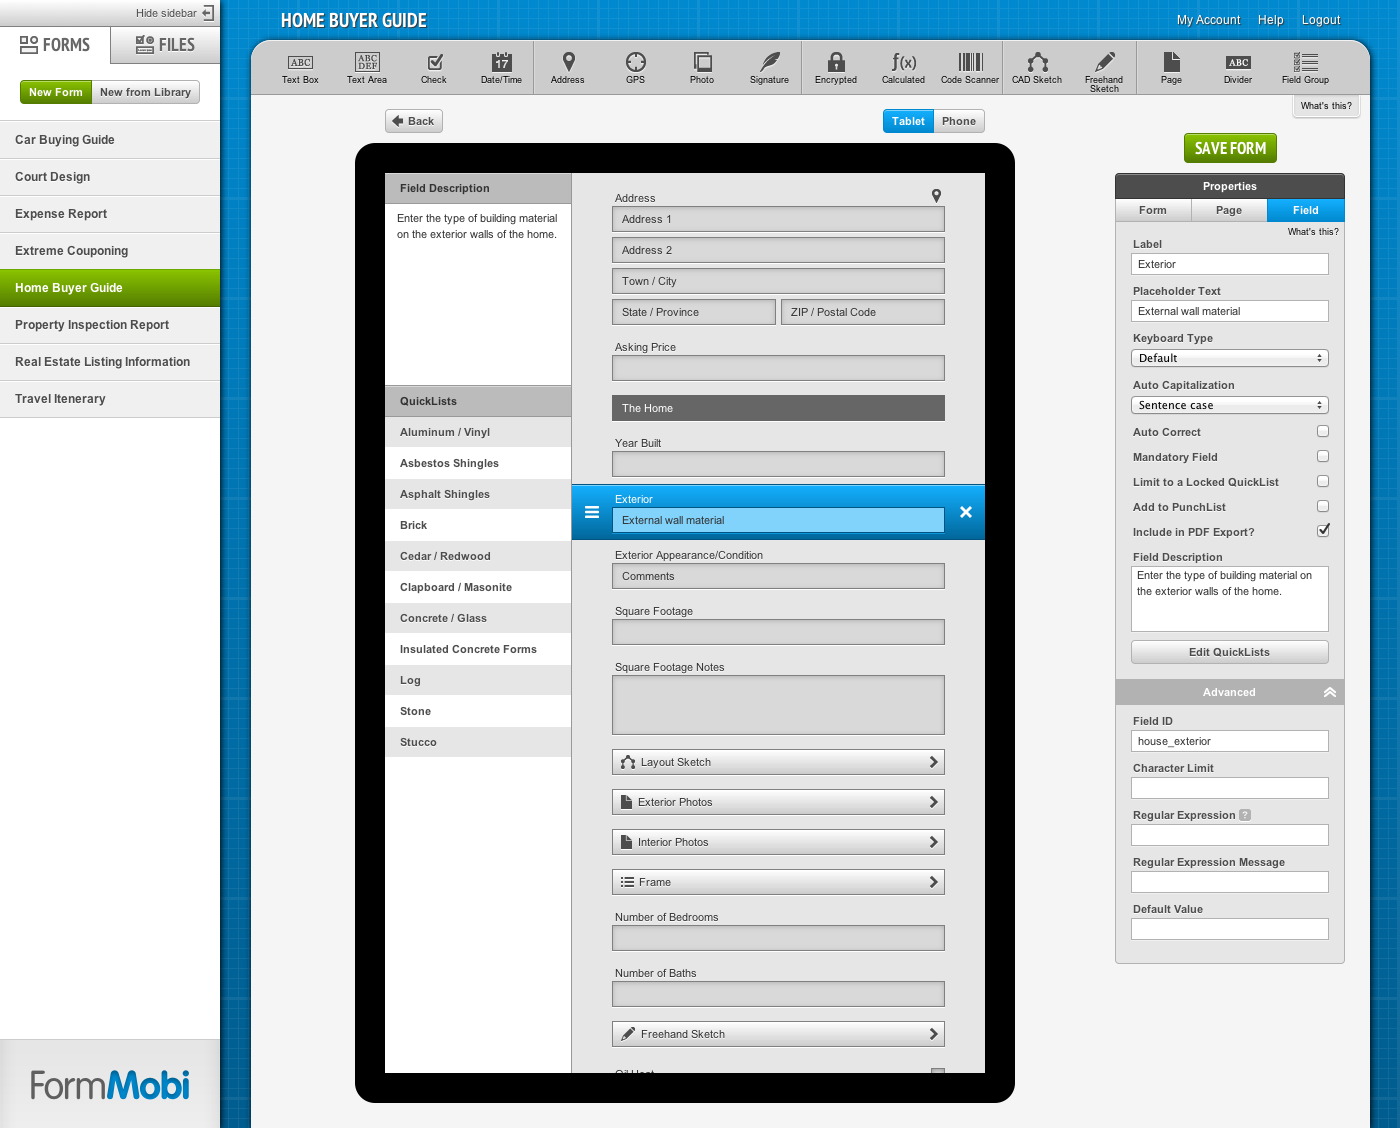 Hide sidebar
FORMS
FILES
New Form
New from Library
Car Buying Guide
Court Design
Expense Report
Extreme Couponing
Home Buyer Guide
Property Inspection Report
Real Estate Listing Information
Travel Itenerary
FormMobi
HOME BUYER GUIDE
My Account
Help
Logout
ABC
Text Box
ABC
DEF
Text Area
Check
17
Date/Time
Address
GPS
Photo
Signature
Encrypted
f(x)
Calculated
Code Scanner
CAD Sketch
Freehand
Sketch
Page
ABC
Divider
Field Group
What's this?
Back
Tablet
Phone
SAVE FORM
Field Description
Enter the type of building material
on the exterior walls of the home.
QuickLists
Aluminum / Vinyl
Asbestos Shingles
Asphalt Shingles
Brick
Cedar / Redwood
Clapboard / Masonite
Concrete / Glass
Insulated Concrete Forms
Log
Stone
Stucco
Address
Address 1
Address 2
Town / City
State / Province
ZIP / Postal Code
Asking Price
The Home
Year Built
Exterior
External wall material
Exterior Appearance/Condition
Comments
Square Footage
Square Footage Notes
Layout Sketch
Exterior Photos
Interior Photos
Frame
Number of Bedrooms
Number of Baths
Freehand Sketch
Properties
Form
Page
Field
What's this?
Label
Exterior
Placeholder Text
External wall material
Keyboard Type
Default
Auto Capitalization
Sentence case
Auto Correct
Mandatory Field
Limit to a Locked QuickList
Add to PunchList
Include in PDF Export?
Field Description
Enter the type of building material on
the exterior walls of the home.
Edit QuickLists
Advanced
Field ID
house_exterior
Character Limit
Regular Expression ?
Regular Expression Message
Default Value